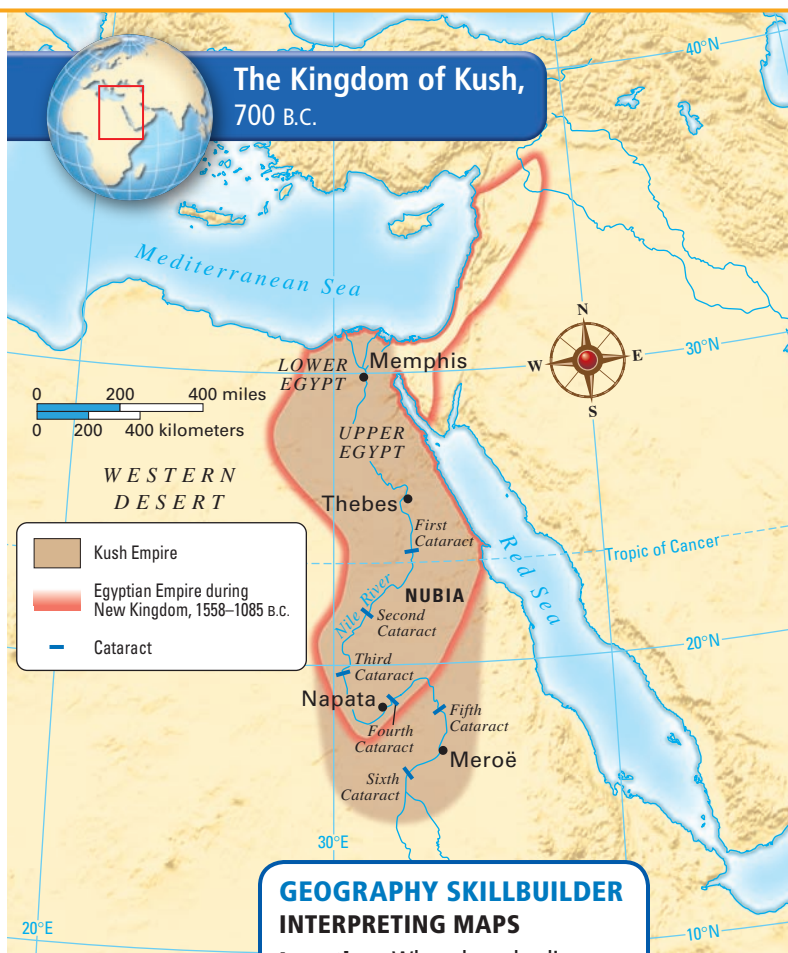 The Kingdom of Kush,
700 B.C.
40°N
Mediterranean Sea
N
W
E
S
30°N
LOWER
EGYPT
Memphis
0 200 400 miles
0 200 400 kilometers
UPPER
EGYPT
WESTERN
DESERT
Thebes
First
Cataract
Red Sea
Tropic of Cancer
Kush Empire
Egyptian Empire during
New Kingdom, 1558–1085 B.C.
Cataract
NUBIA
Nile River
Second
Cataract
20°N
Third
Cataract
Napata
Fourth
Cataract
Fifth
Cataract
Meroë
Sixth
Cataract
30°E
GEOGRAPHY SKILLBUILDER
INTERPRETING MAPS
20°E
10°N